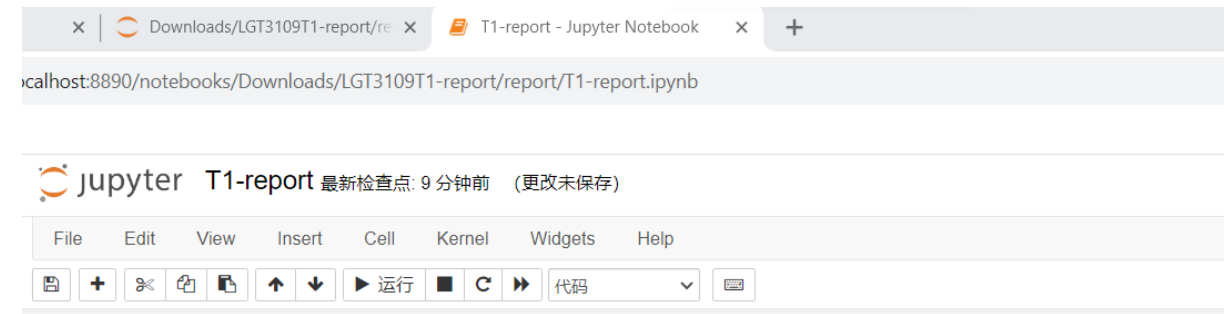 Downloads/LGT3109T1-report/re
T1-report - Jupyter Notebook
ocalhost:8890/notebooks/Downloads/LGT3109T1-report/report/T1-report.ipynb
jupyter T1-report 最新检查点: 9 分钟前 (更改未保存)
File Edit View Insert Cell Kernel Widgets Help
运行 代码